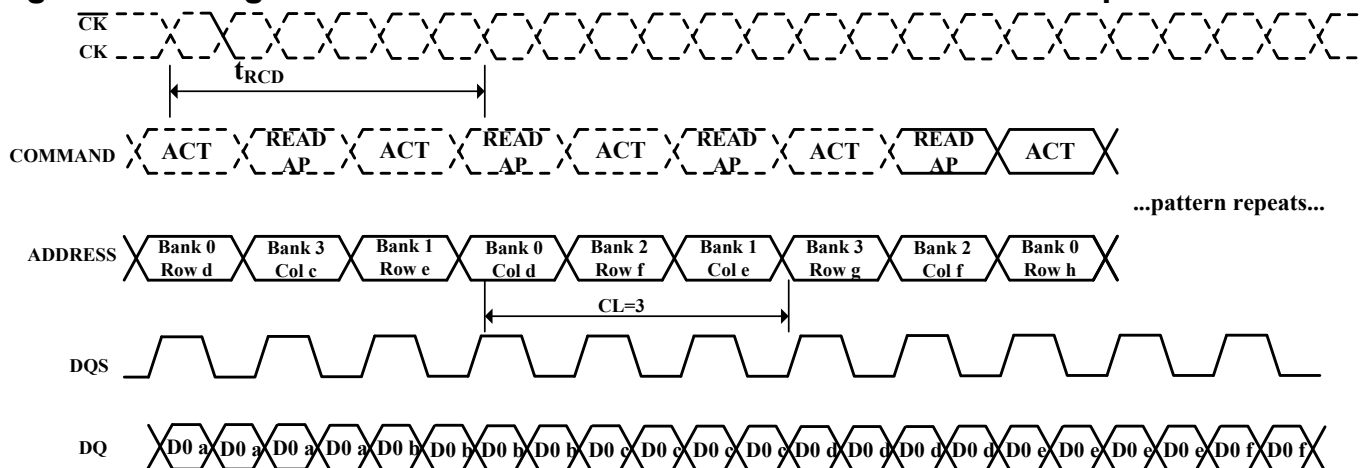 CK
CK
tRCD
COMMAND ACT READ AP ACT READ AP ACT READ AP ACT READ AP ACT
...pattern repeats...
ADDRESS Bank 0 Row d Bank 3 Col c Bank 1 Row e Bank 0 Col d Bank 2 Row f Bank 1 Col e Bank 3 Row g Bank 2 Col f Bank 0 Row h
CL=3
DQS
DQ D0 a D0 a D0 a D0 a D0 b D0 b D0 b D0 b D0 c D0 c D0 c D0 c D0 d D0 d D0 d D0 d D0 e D0 e D0 e D0 e D0 f D0 f